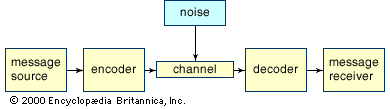 noise
message
source
encoder
channel
decoder
message
receiver
© 2000 Encyclopædia Britannica, Inc.